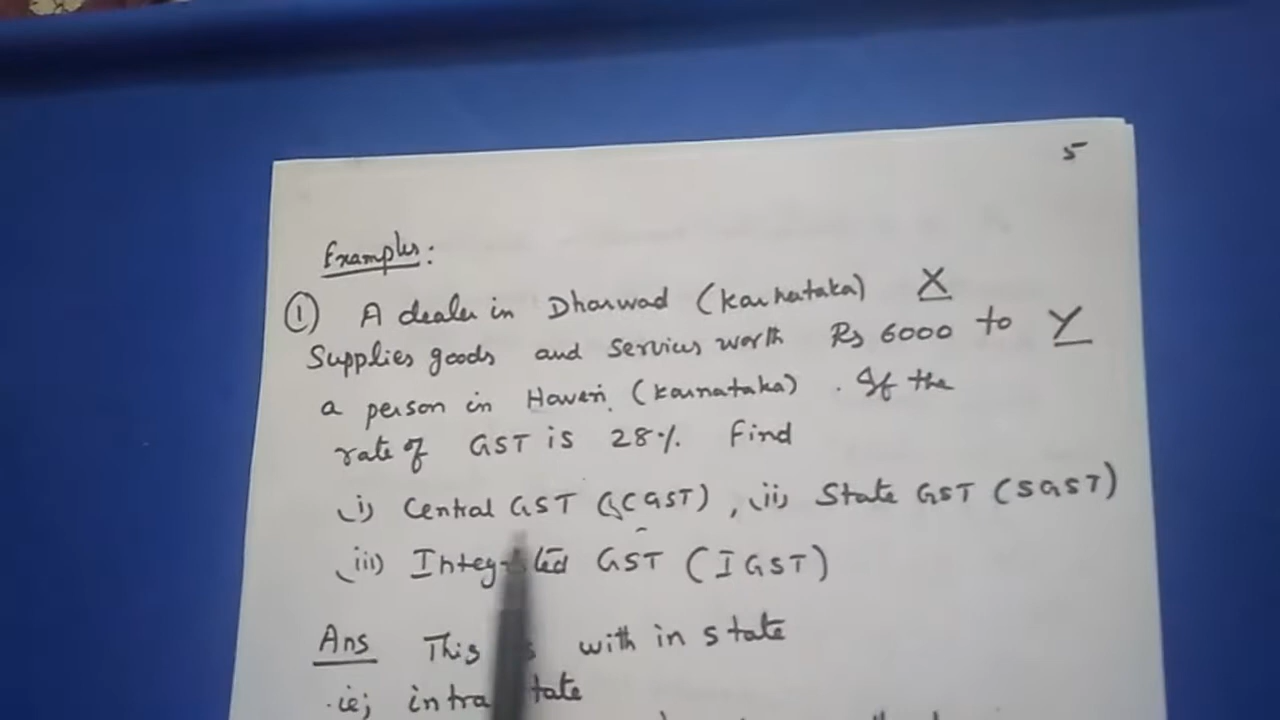 5
Examples:
① A dealer in Dharwad (Karnataka) X
Supplies goods and Services worth Rs 6000 to Y
a person in Haveri (Karnataka). If the
rate of GST is 28% Find
(i) Central GST (CGST), (ii) State GST (SGST)
(iii) GST (IGST)
Ans This with in state
ie; intra